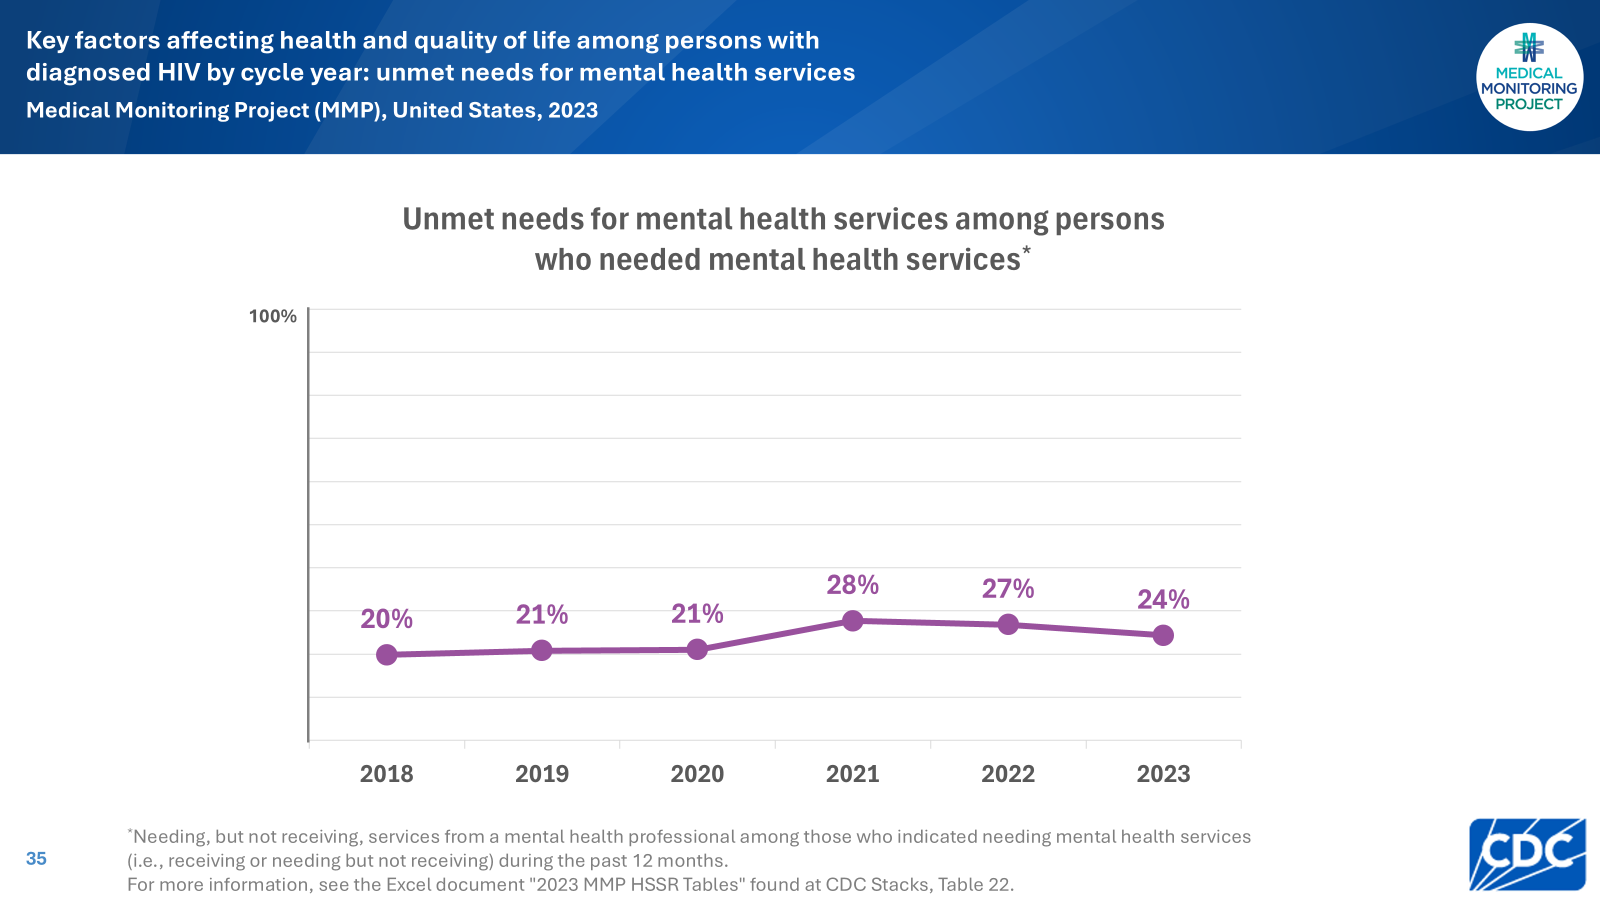 Key factors affecting health and quality of life among persons with
diagnosed HIV by cycle year: unmet needs for mental health services
Medical Monitoring Project (MMP), United States, 2023
MEDICAL
MONITORING
PROJECT
Unmet needs for mental health services among persons
who needed mental health services*
100%
20%
21%
21%
28%
27%
24%
2018
2019
2020
2021
2022
2023
*Needing, but not receiving, services from a mental health professional among those who indicated needing mental health services
(i.e., receiving or needing but not receiving) during the past 12 months.
For more information, see the Excel document "2023 MMP HSSR Tables" found at CDC Stacks, Table 22.
35
CDC